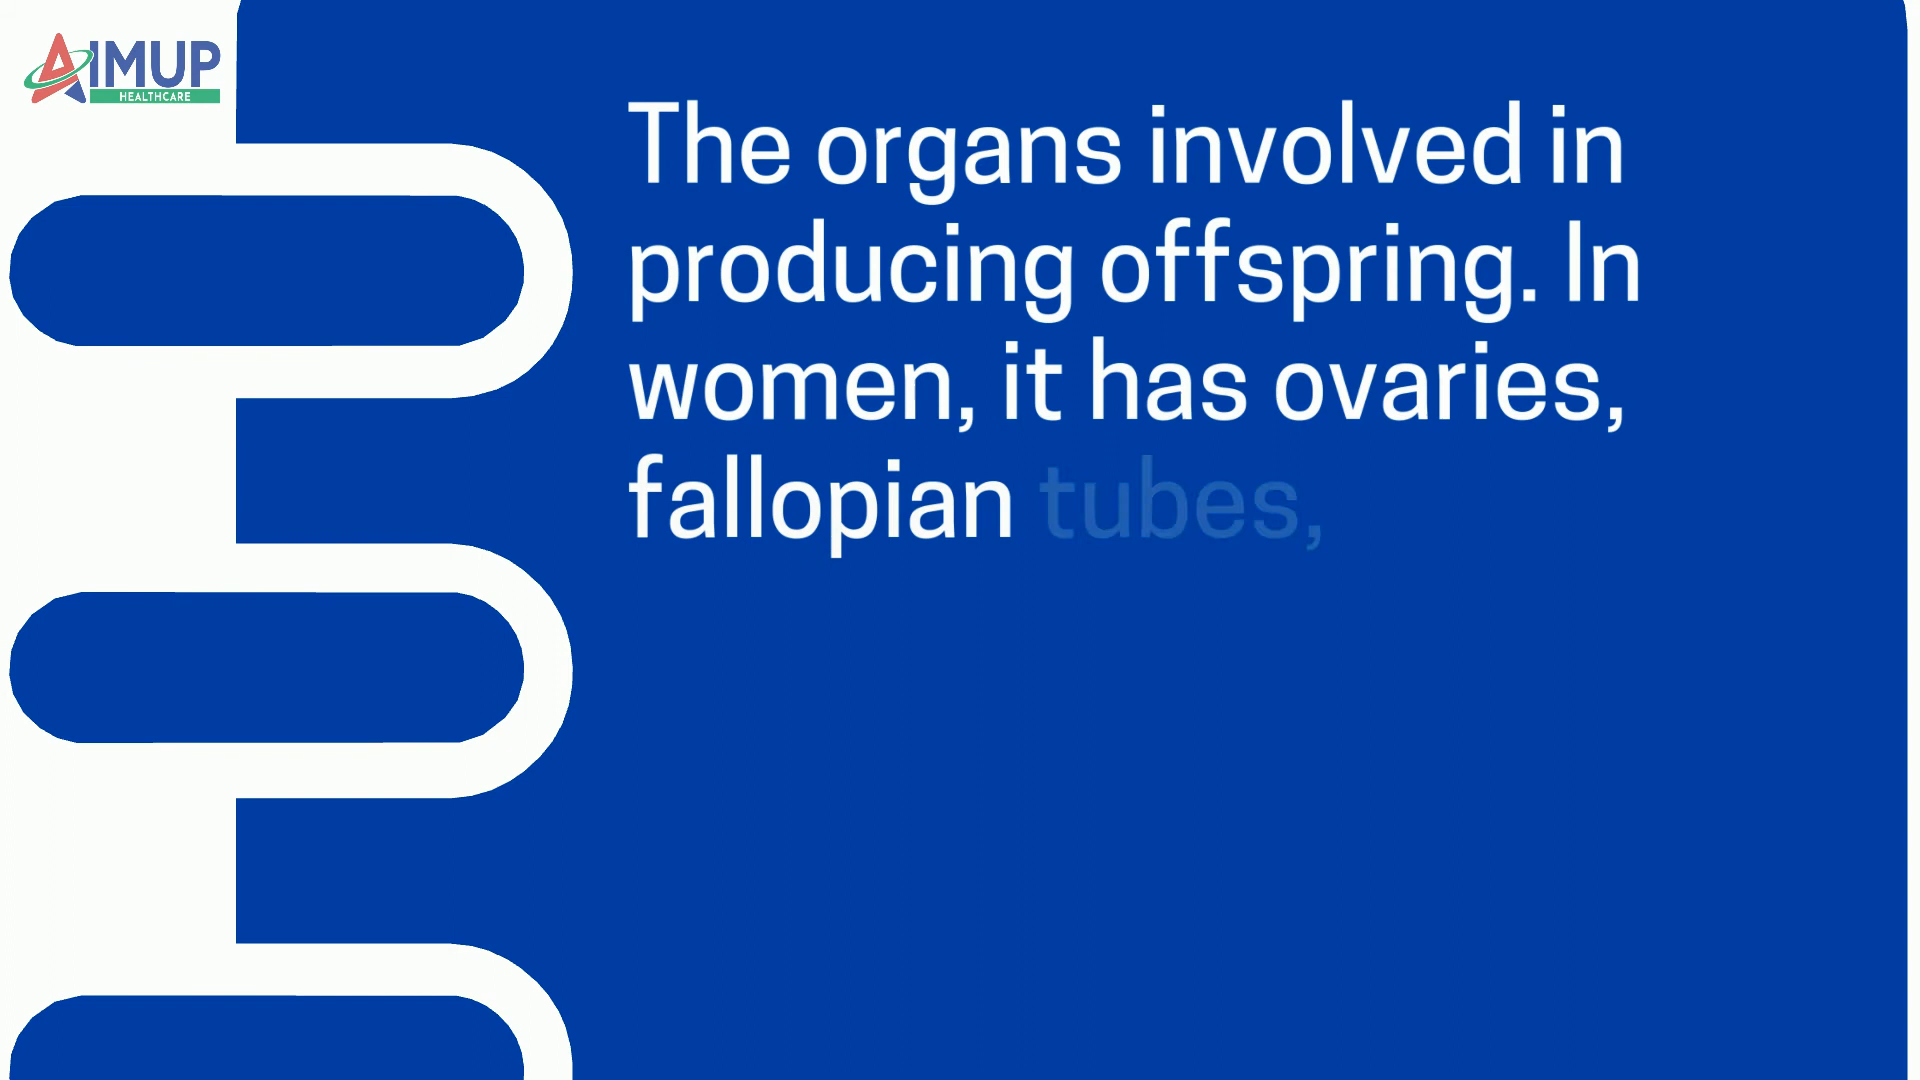 AIMUP
HEALTHCARE
The organs involved in
producing offspring. In
women, it has ovaries,
fallopian tubes,